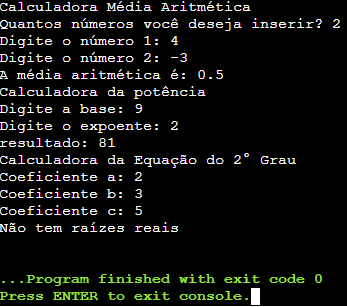 Calculadora Média Aritmética
Quantos números você deseja inserir? 2
Digite o número 1: 4
Digite o número 2: -3
A média aritmética é: 0.5
Calculadora da potência
Digite a base: 9
Digite o expoente: 2
resultado: 81
Calculadora da Equação do 2° Grau
Coeficiente a: 2
Coeficiente b: 3
Coeficiente c: 5
Não tem raízes reais
...Program finished with exit code 0
Press ENTER to exit console.